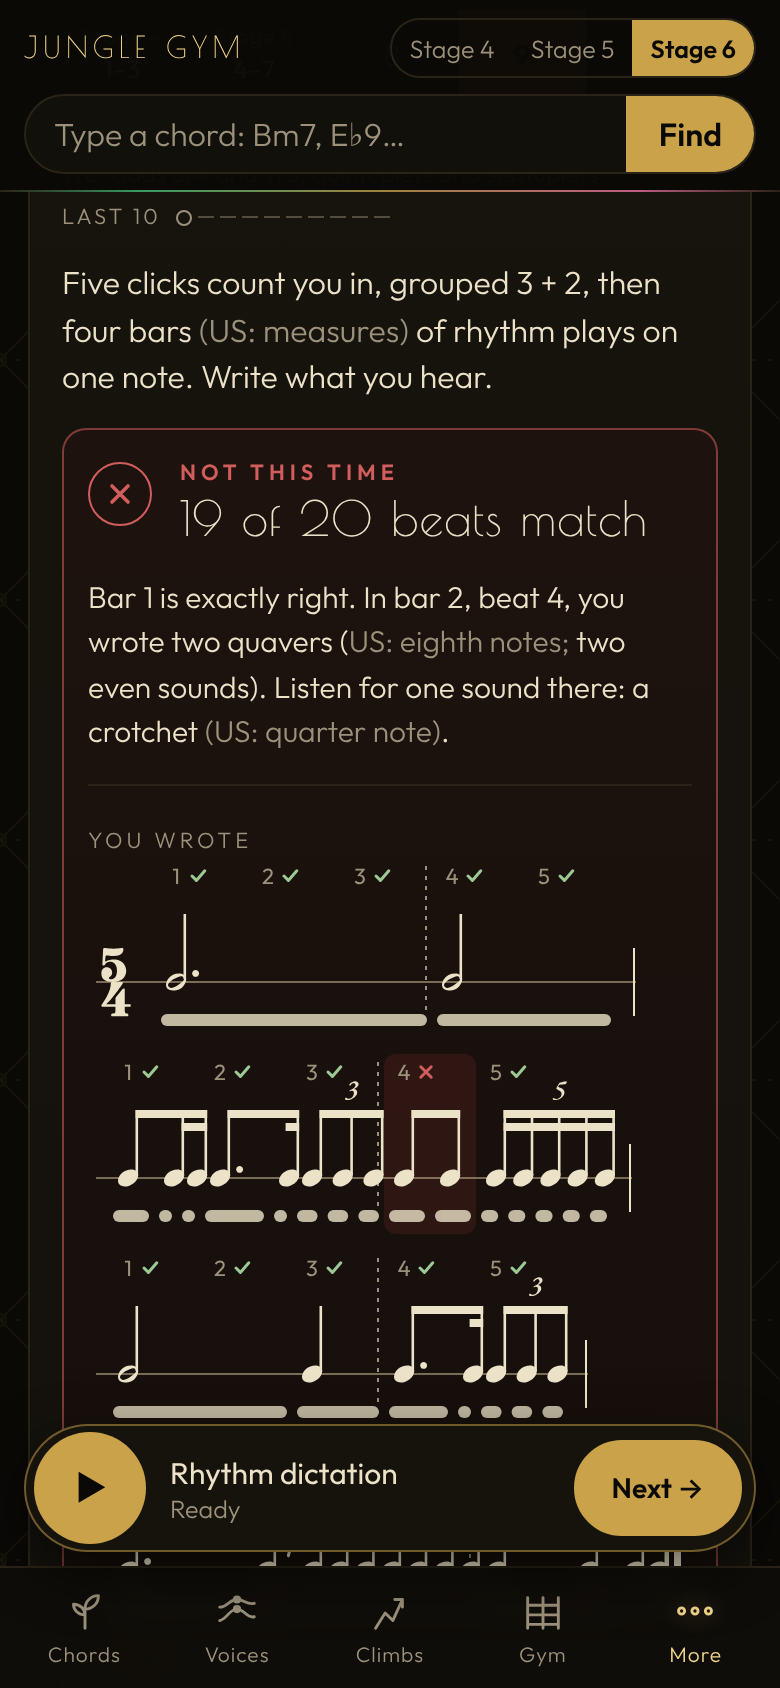 JUNGLE GYM
Stage 4 Stage 5 Stage 6
Type a chord: Bm7, E♭9...
Find
LAST 10
Five clicks count you in, grouped 3 + 2, then
four bars (US: measures) of rhythm plays on
one note. Write what you hear.
NOT THIS TIME
19 of 20 beats match
Bar 1 is exactly right. In bar 2, beat 4, you
wrote two quavers (US: eighth notes; two
even sounds). Listen for one sound there: a
crotchet (US: quarter note).
YOU WROTE
1 2 3 4 5
5
4
1 2 3 4 5
3 5
1 2 3 4 5
3
Rhythm dictation
Ready
Next →
Chords Voices Climbs Gym More